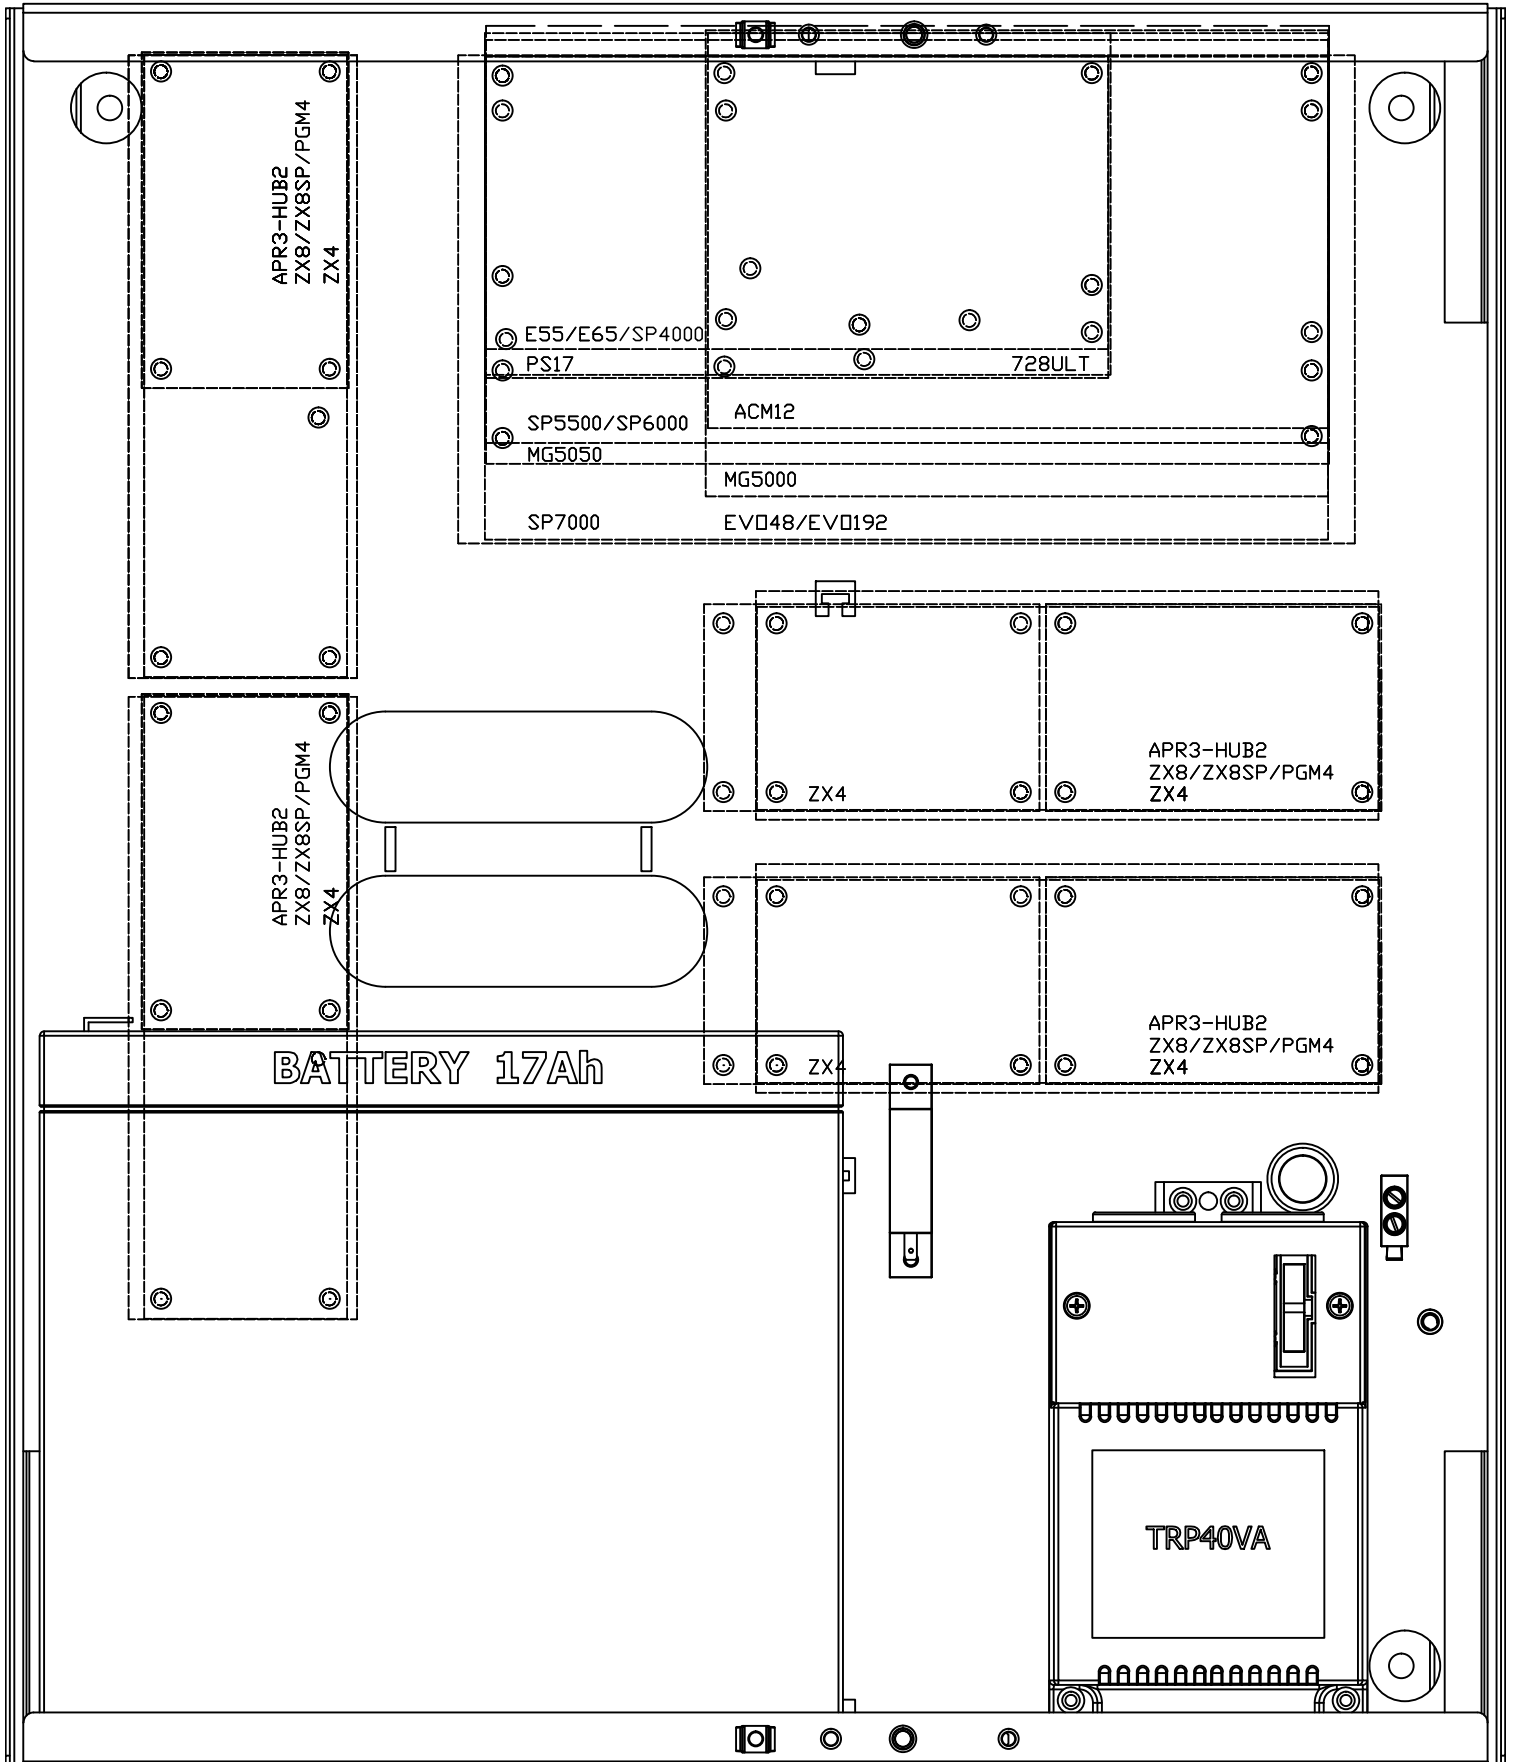 APR3-HUB2
ZX8/ZX8SP/PGM4
ZX4
E55/E65/SP4000
PS17
728ULT
ACM12
SP5500/SP6000
MG5050
MG5000
SP7000
EVO48/EVO192
APR3-HUB2
ZX8/ZX8SP/PGM4
ZX4
ZX4
APR3-HUB2
ZX8/ZX8SP/PGM4
ZX4
ZX4
APR3-HUB2
ZX8/ZX8SP/PGM4
ZX4
BATTERY 17Ah
TRP40VA